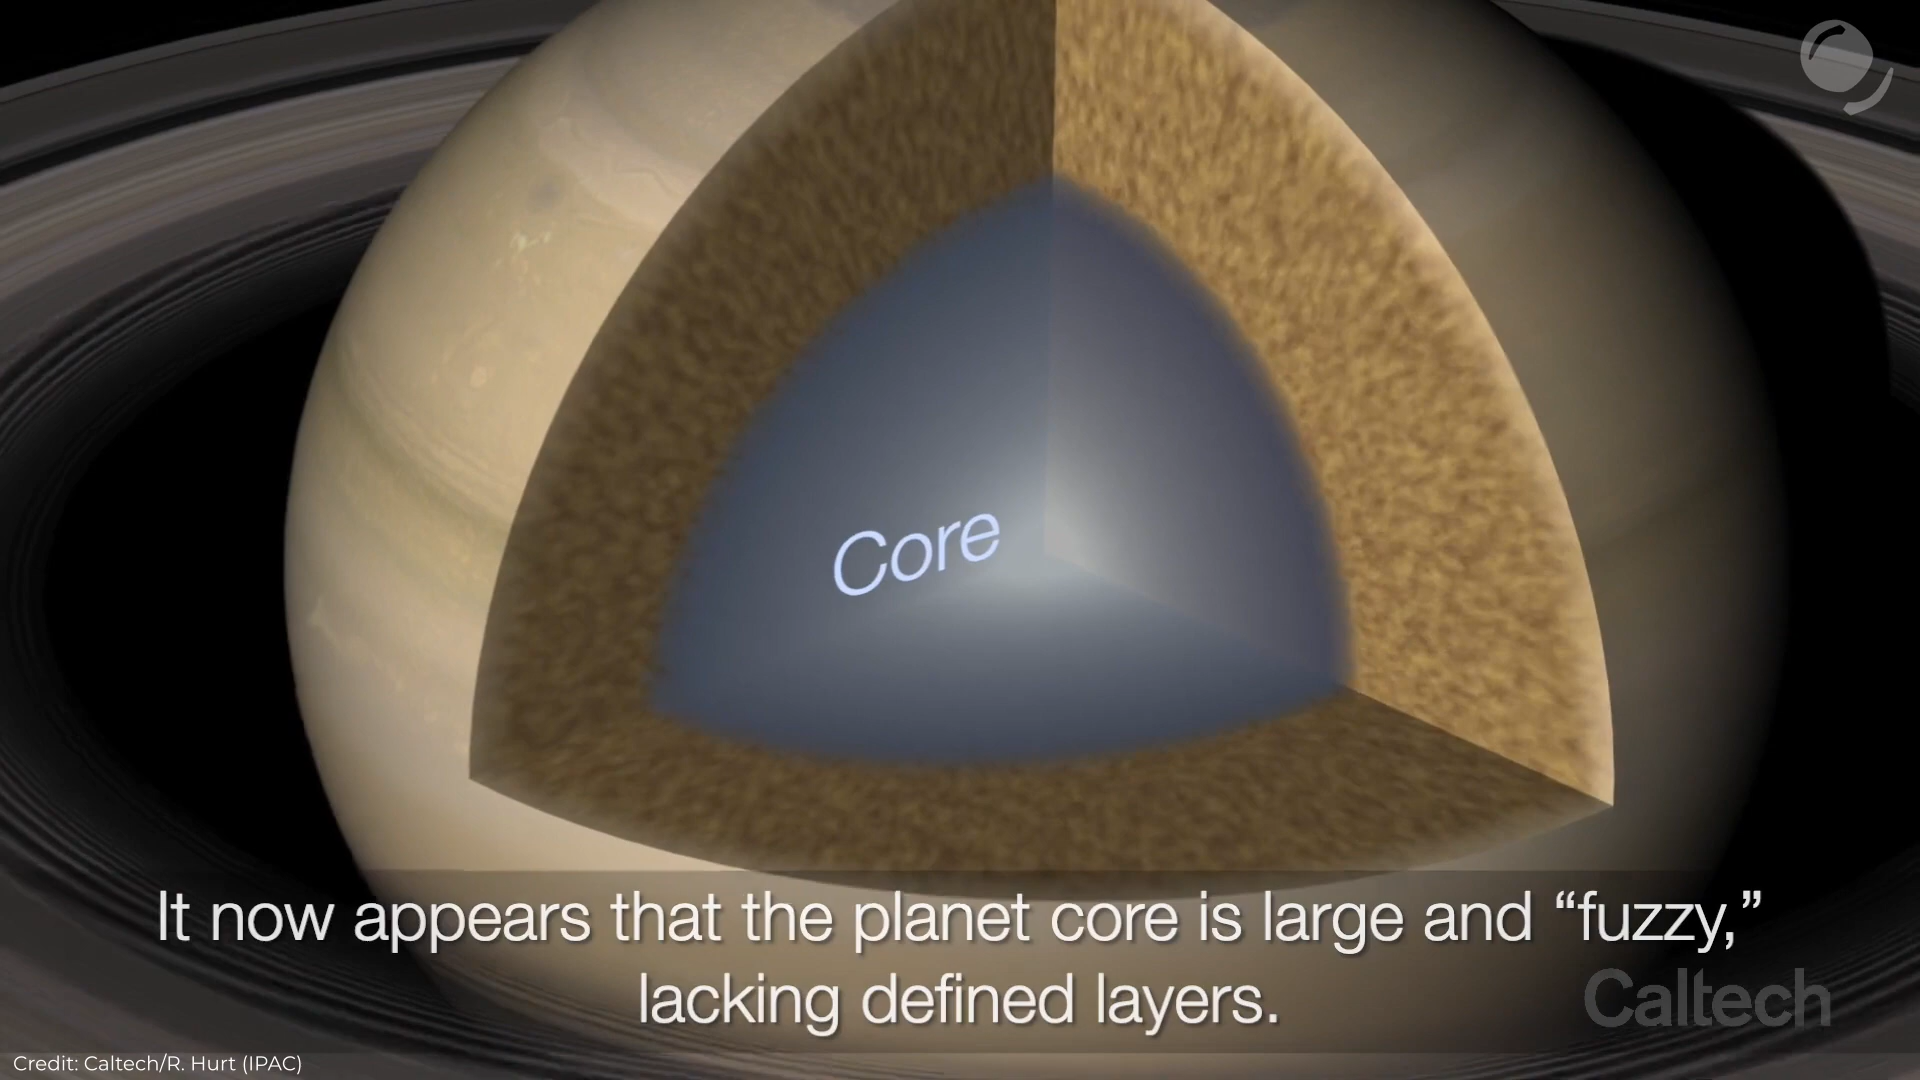 Core
It now appears that the planet core is large and “fuzzy,”
lacking defined layers.
Caltech
Credit: Caltech/R. Hurt (IPAC)